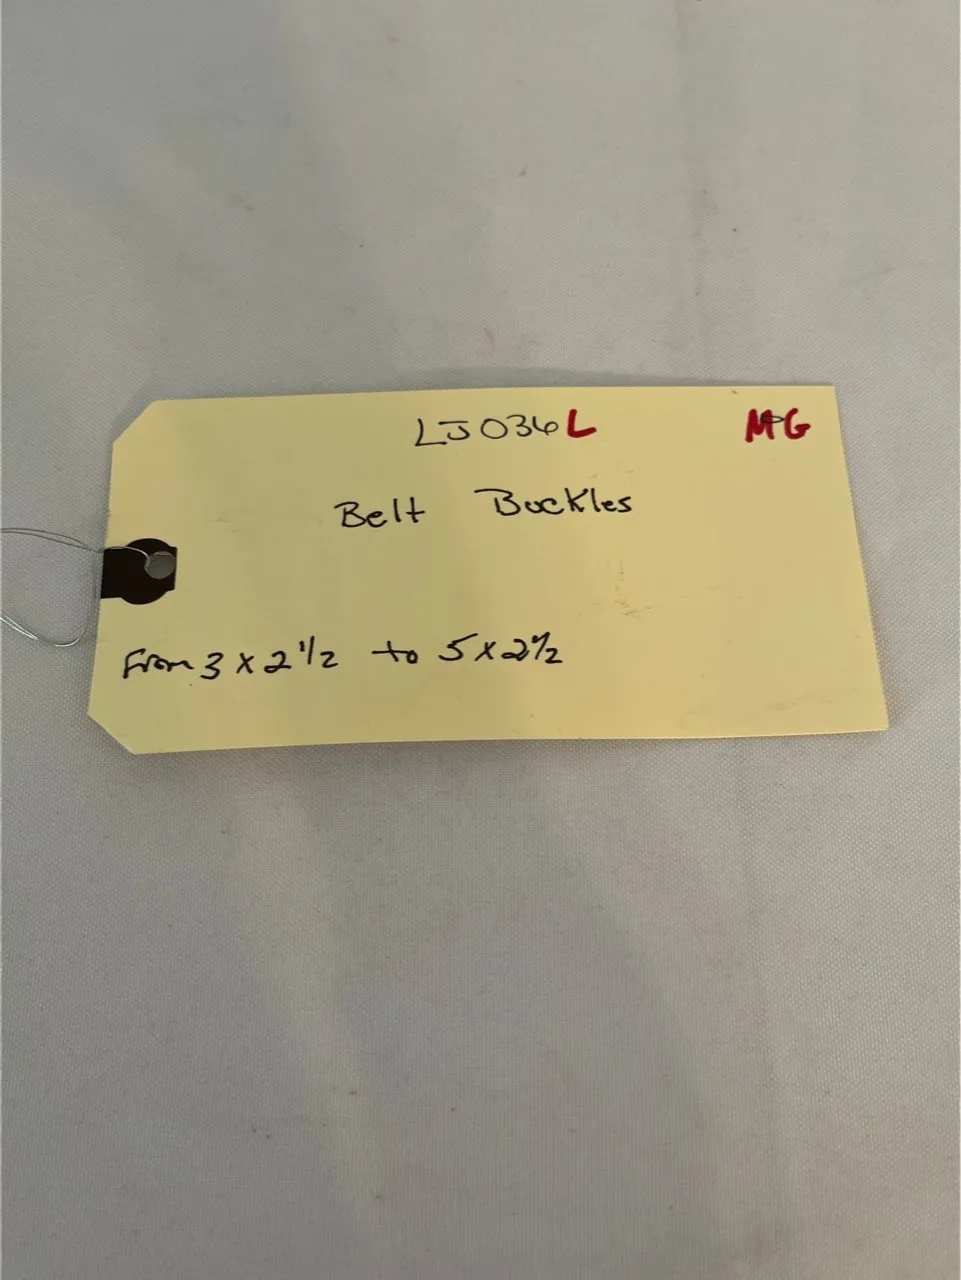 LJ036L MG
Belt Buckles
From 3 x 2 1/2 to 5 x 2 1/2